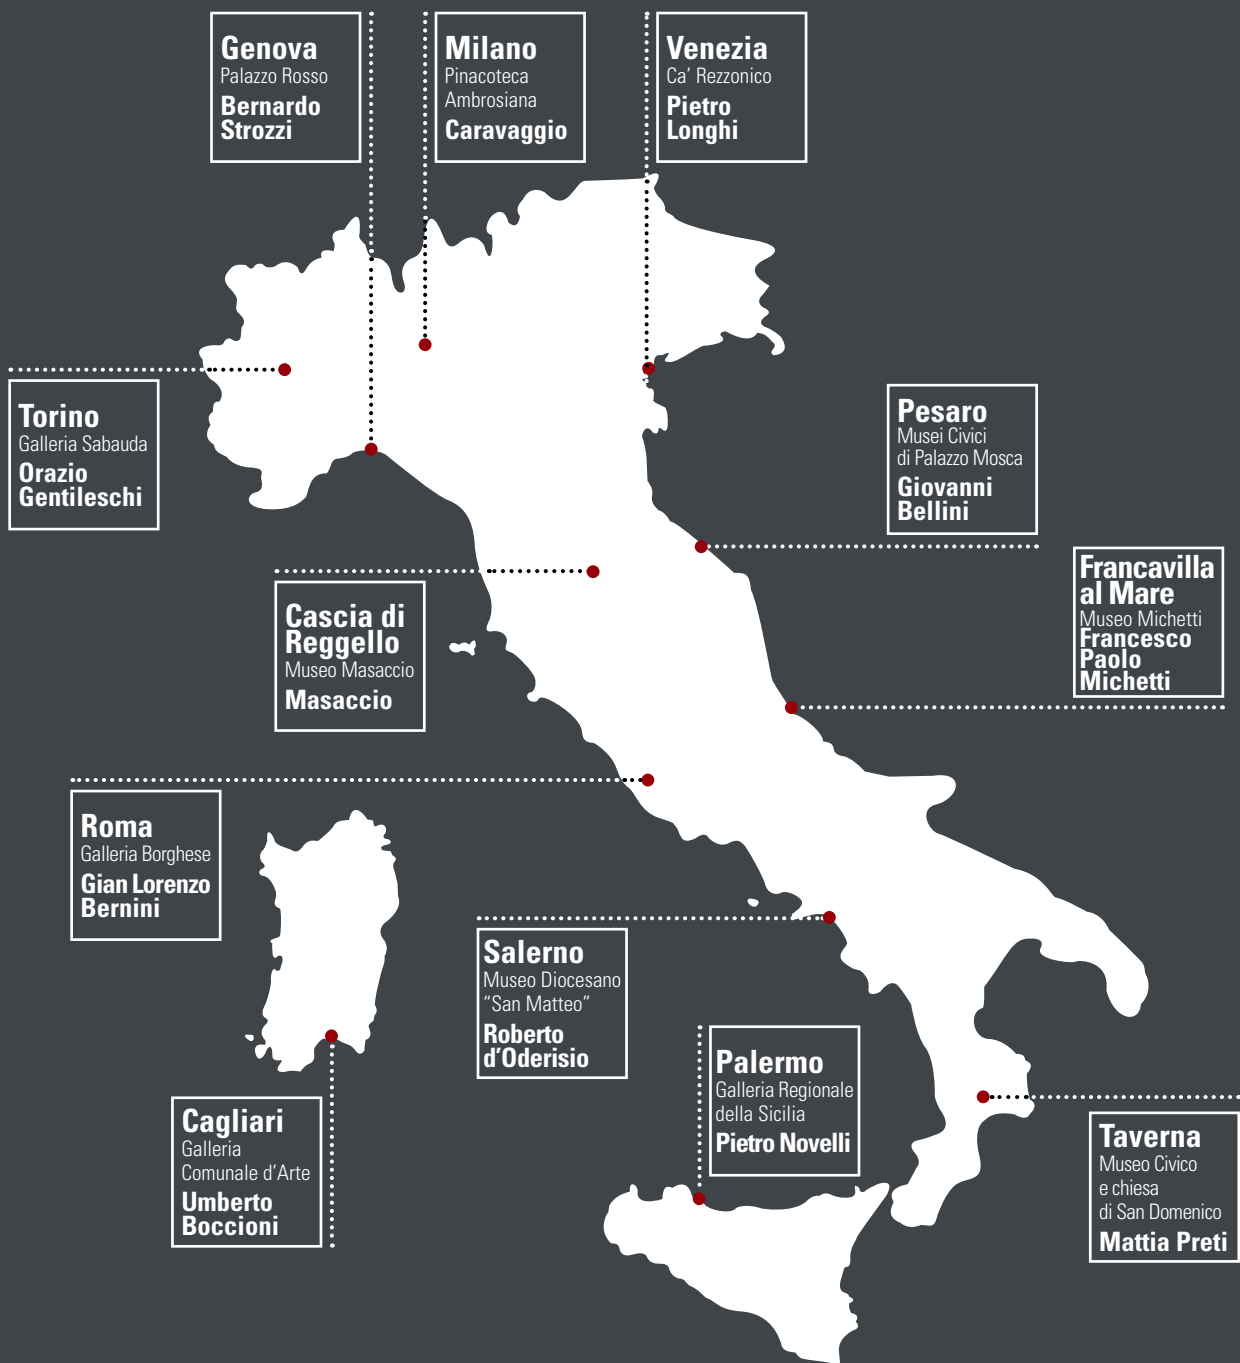 Genova
Palazzo Rosso
Bernardo
Strozzi
Milano
Pinacoteca
Ambrosiana
Caravaggio
Venezia
Ca’ Rezzonico
Pietro
Longhi
Torino
Galleria Sabauda
Orazio
Gentileschi
Pesaro
Musei Civici
di Palazzo Mosca
Giovanni
Bellini
Cascia di
Reggello
Museo Masaccio
Masaccio
Francavilla
al Mare
Museo Michetti
Francesco
Paolo
Michetti
Roma
Galleria Borghese
Gian Lorenzo
Bernini
Salerno
Museo Diocesano
“San Matteo”
Roberto
d’Oderisio
Palermo
Galleria Regionale
della Sicilia
Pietro Novelli
Cagliari
Galleria
Comunale d’Arte
Umberto
Boccioni
Taverna
Museo Civico
e chiesa
di San Domenico
Mattia Preti